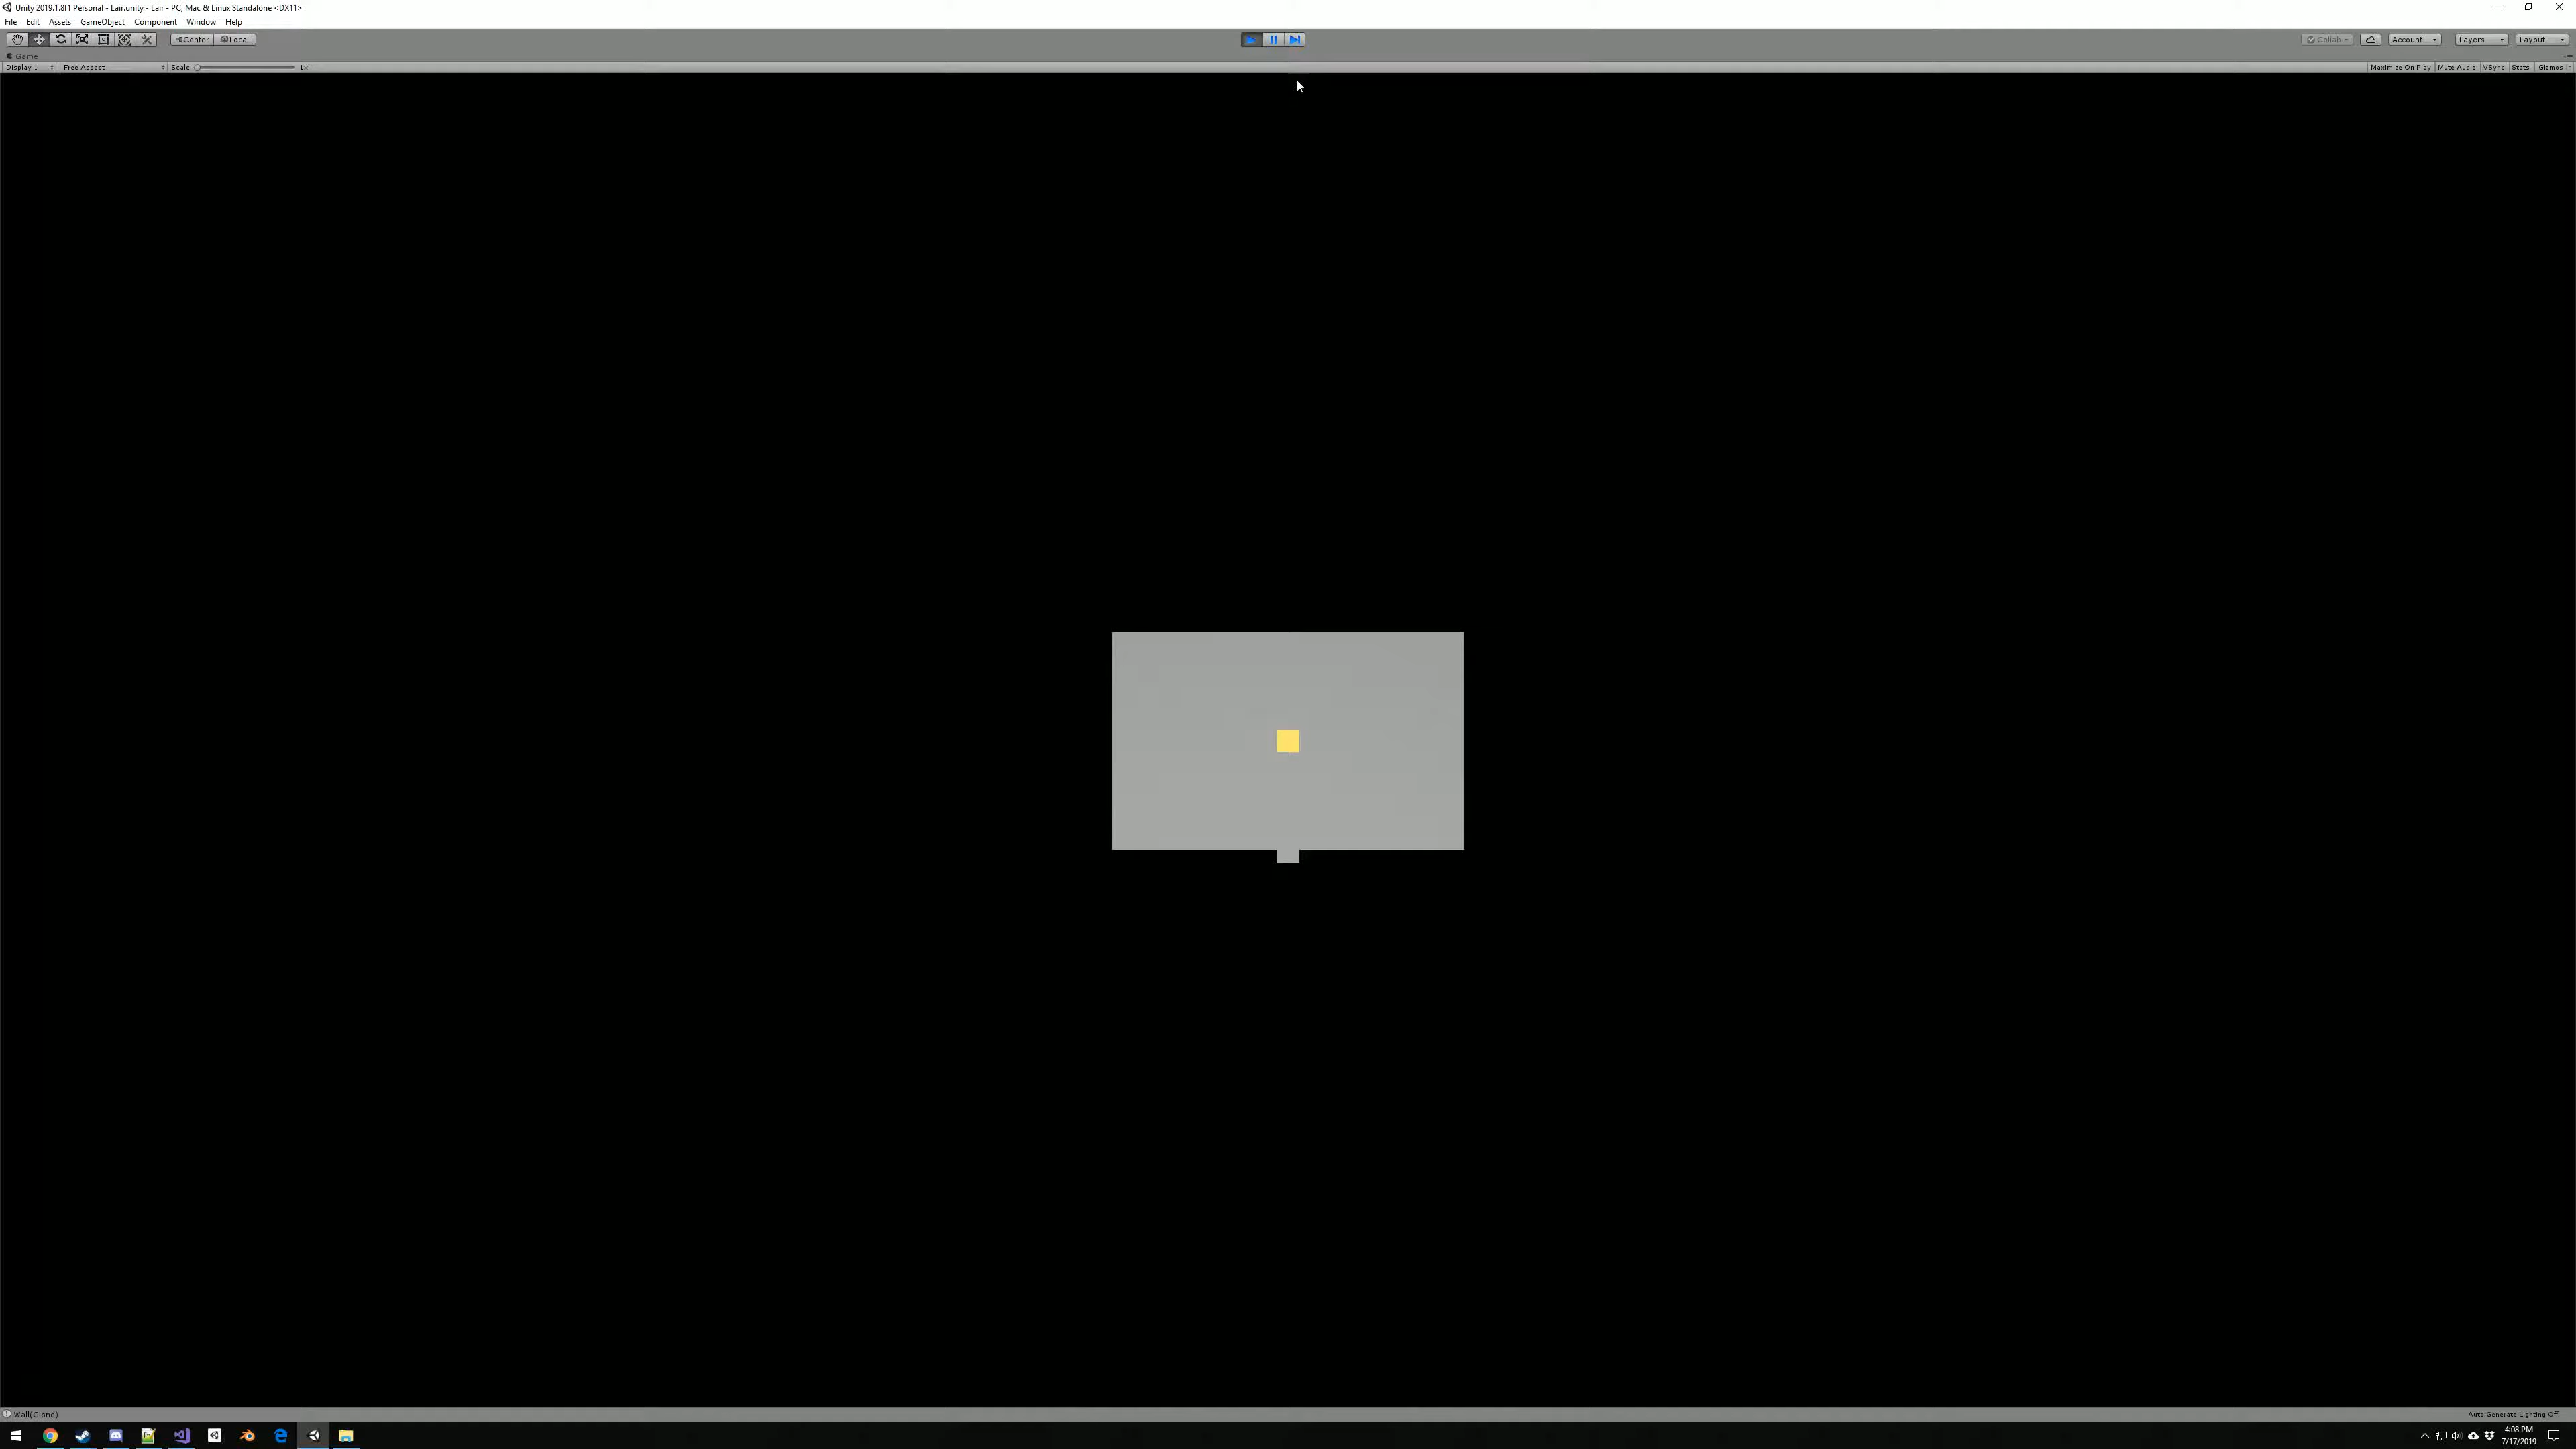 Unity 2019.1.8f1 Personal - Lair.unity - Lair - PC, Mac & Linux Standalone <DX11>
File Edit Assets GameObject Component Window Help
Center Local
Collab Account Layers Layout
Game
Display 1 Free Aspect Scale 1x
Maximize On Play Mute Audio VSync Stats Gizmos
Wall(Clone)
Auto Generate Lighting Off
4:08 PM
7/17/2019